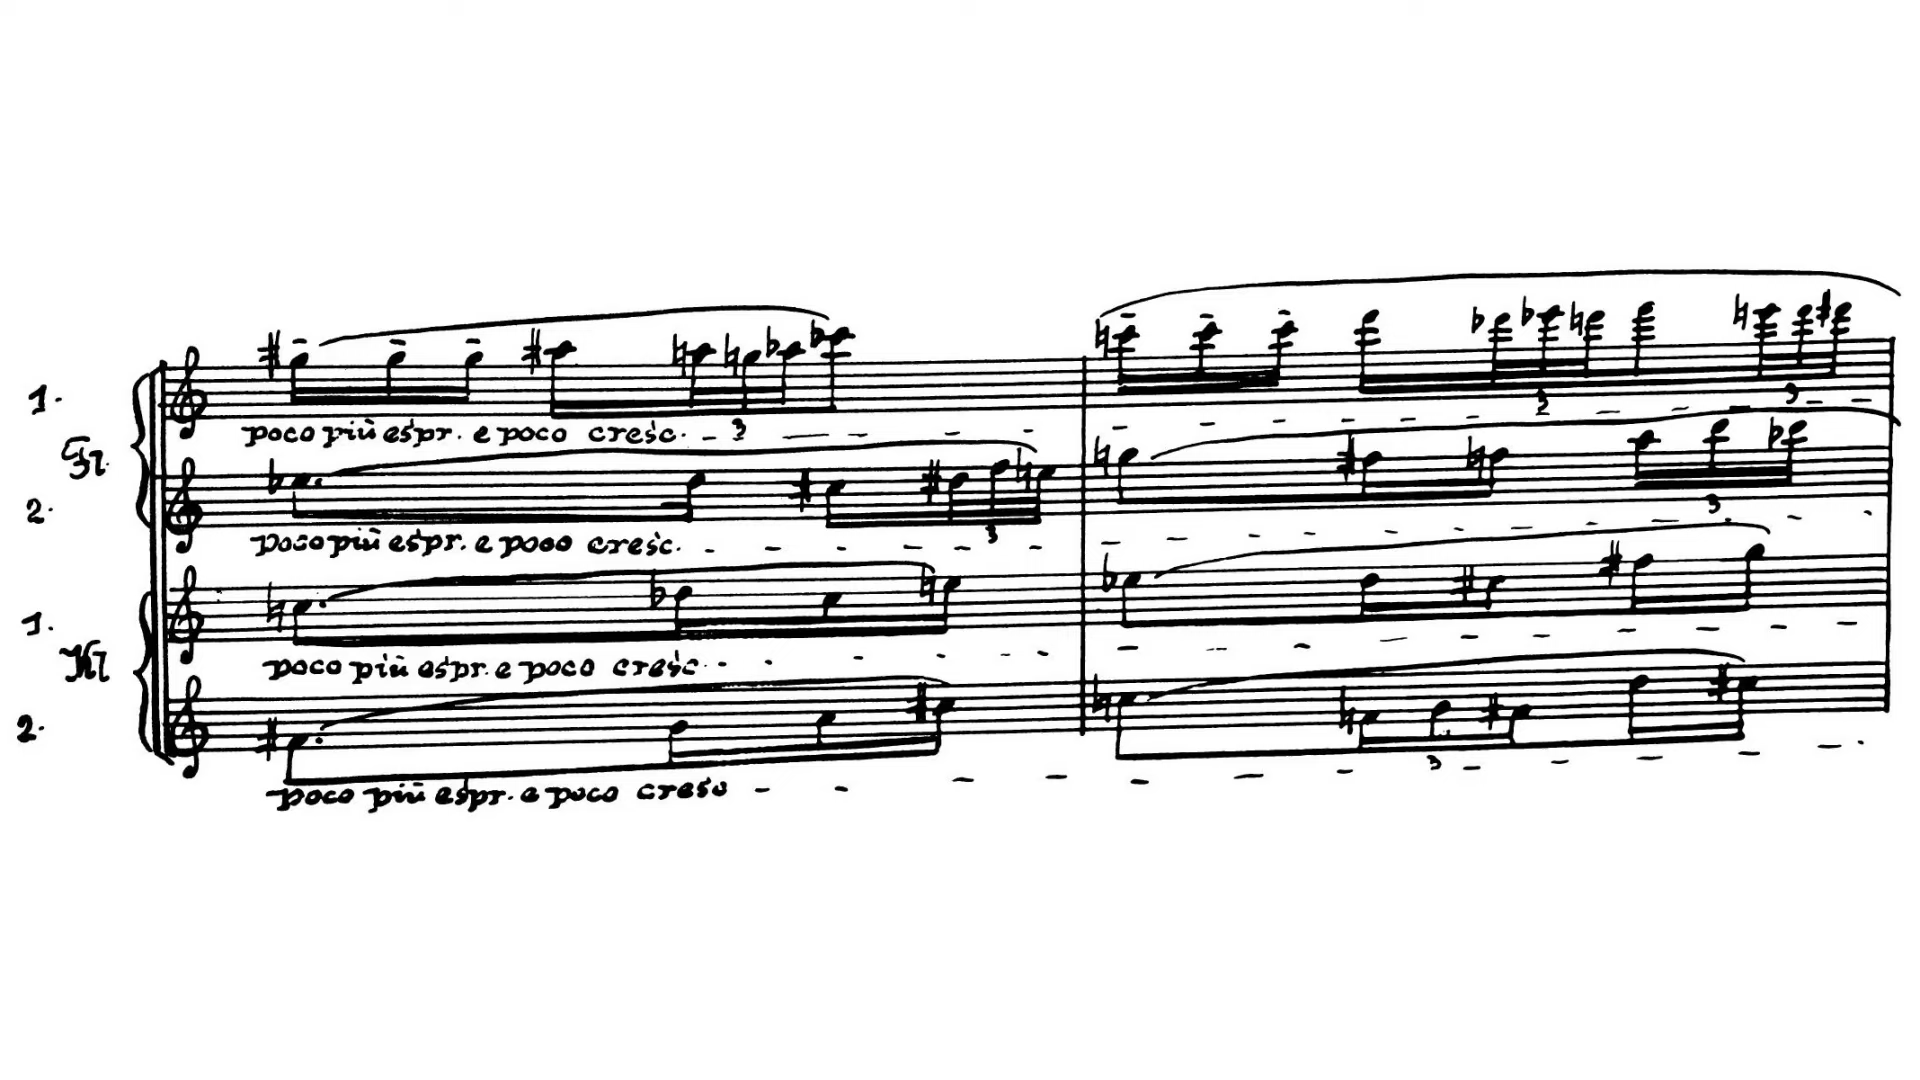 1.
poco più espr. e poco cresc.
3
3
3
Fl.
2.
poco più espr. e poco cresc.
3
3
1.
poco più espr. e poco cresc.
Kl
2.
poco più espr. e poco cresc
3